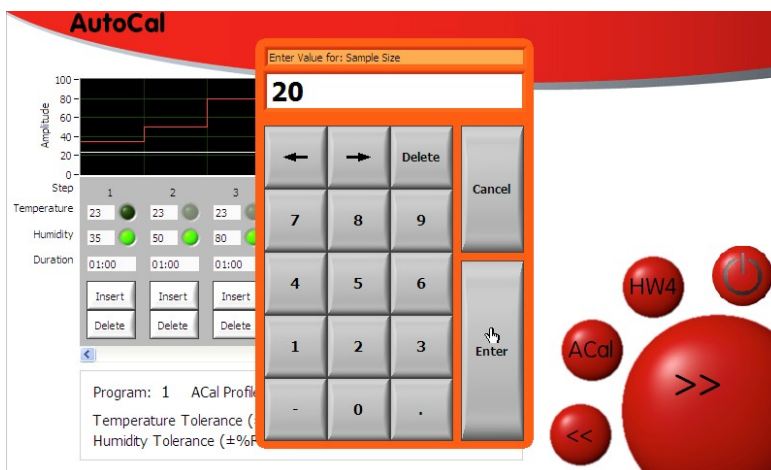 AutoCal
Enter Value for: Sample Size
20
Amplitude
100
80
60
40
20
0
Step 1 2 3
Temperature 23 23 23
Humidity 35 50 80
Duration 01:00 01:00 01:00
Insert Insert Insert
Delete Delete Delete
← → Delete
Cancel
7 8 9
4 5 6
1 2 3
Enter
- 0 .
HW4
ACal
>>
<<
<
Program: 1 ACal Profile
Temperature Tolerance (±
Humidity Tolerance (±%R